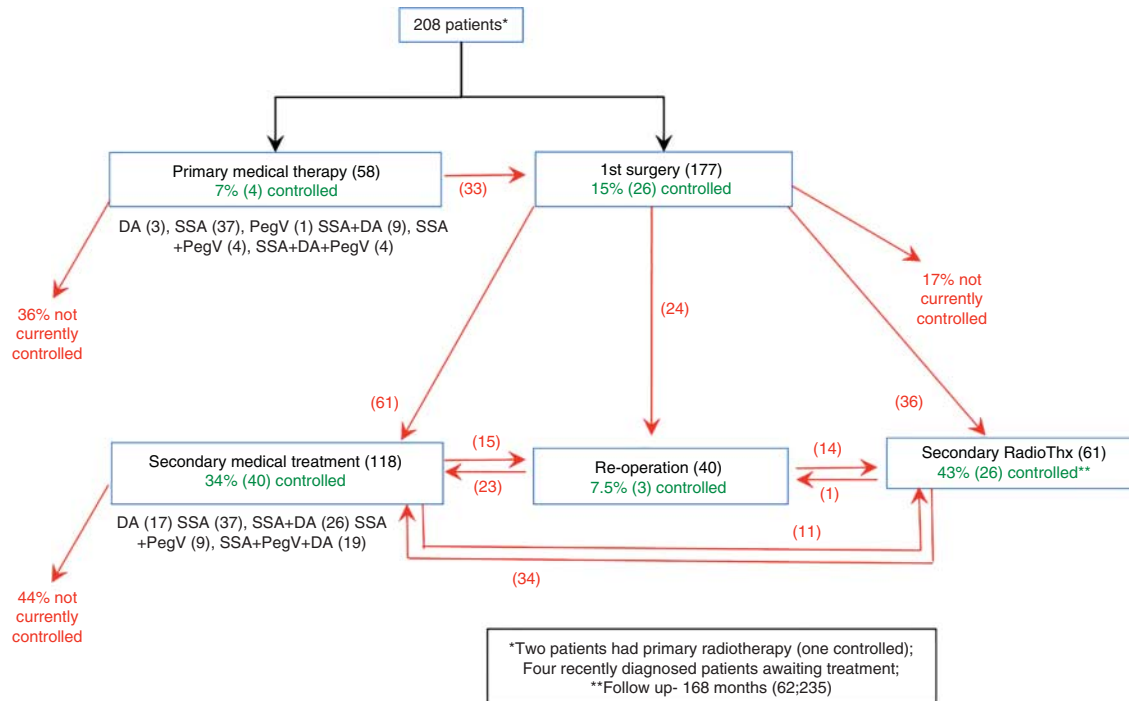 208 patients*
Primary medical therapy (58)
7% (4) controlled
(33)
1st surgery (177)
15% (26) controlled
DA (3), SSA (37), PegV (1) SSA+DA (9), SSA
+PegV (4), SSA+DA+PegV (4)
36% not
currently
controlled
17% not
currently
controlled
(24)
(61)
(36)
Secondary medical treatment (118)
34% (40) controlled
(15)
(23)
Re-operation (40)
7.5% (3) controlled
(14)
(1)
Secondary RadioThx (61)
43% (26) controlled**
DA (17) SSA (37), SSA+DA (26) SSA
+PegV (9), SSA+PegV+DA (19)
(11)
(34)
44% not
currently
controlled
*Two patients had primary radiotherapy (one controlled);
Four recently diagnosed patients awaiting treatment;
**Follow up- 168 months (62;235)